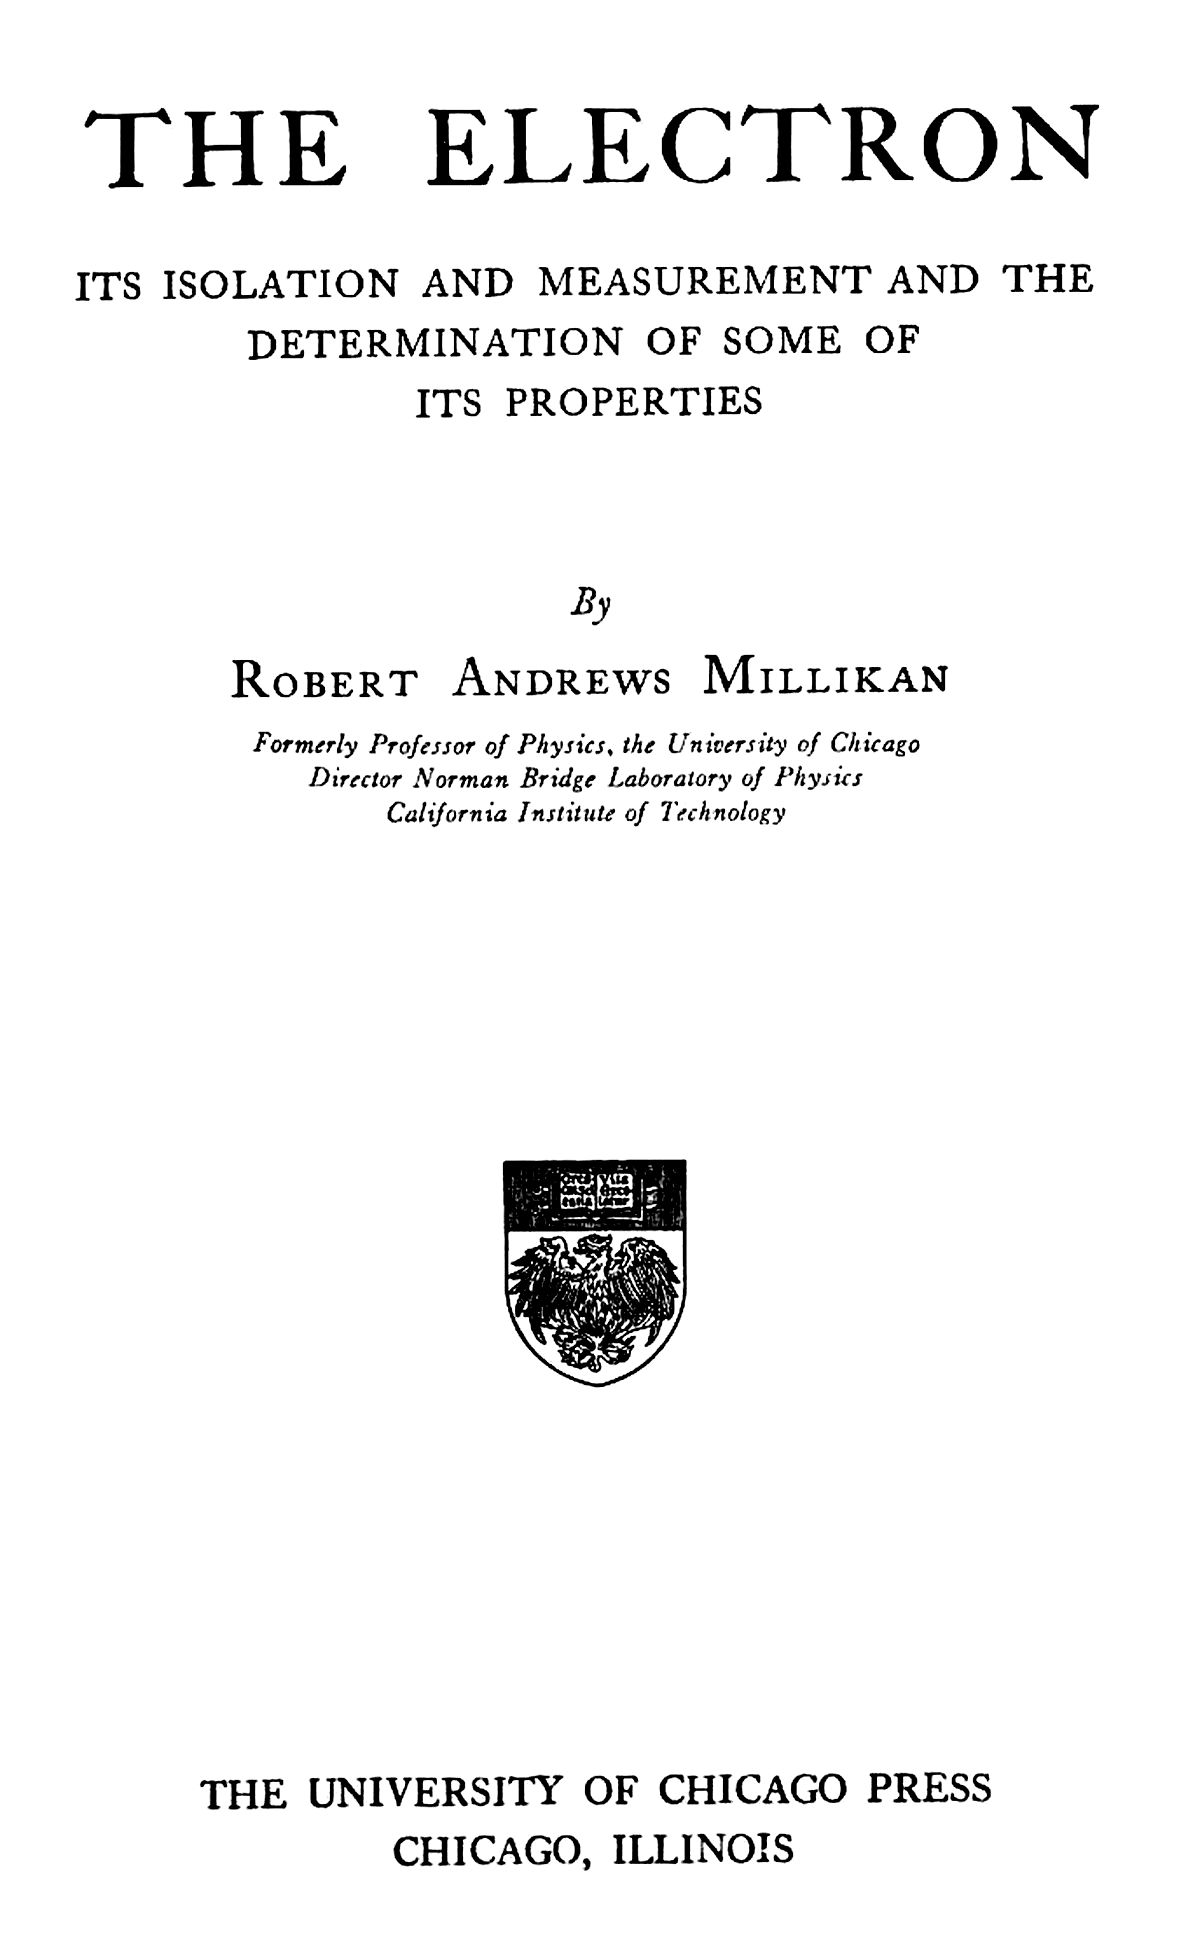 THE ELECTRON
ITS ISOLATION AND MEASUREMENT AND THE
DETERMINATION OF SOME OF
ITS PROPERTIES
By
ROBERT ANDREWS MILLIKAN
Formerly Professor of Physics, the University of Chicago
Director Norman Bridge Laboratory of Physics
California Institute of Technology
THE UNIVERSITY OF CHICAGO PRESS
CHICAGO, ILLINOIS